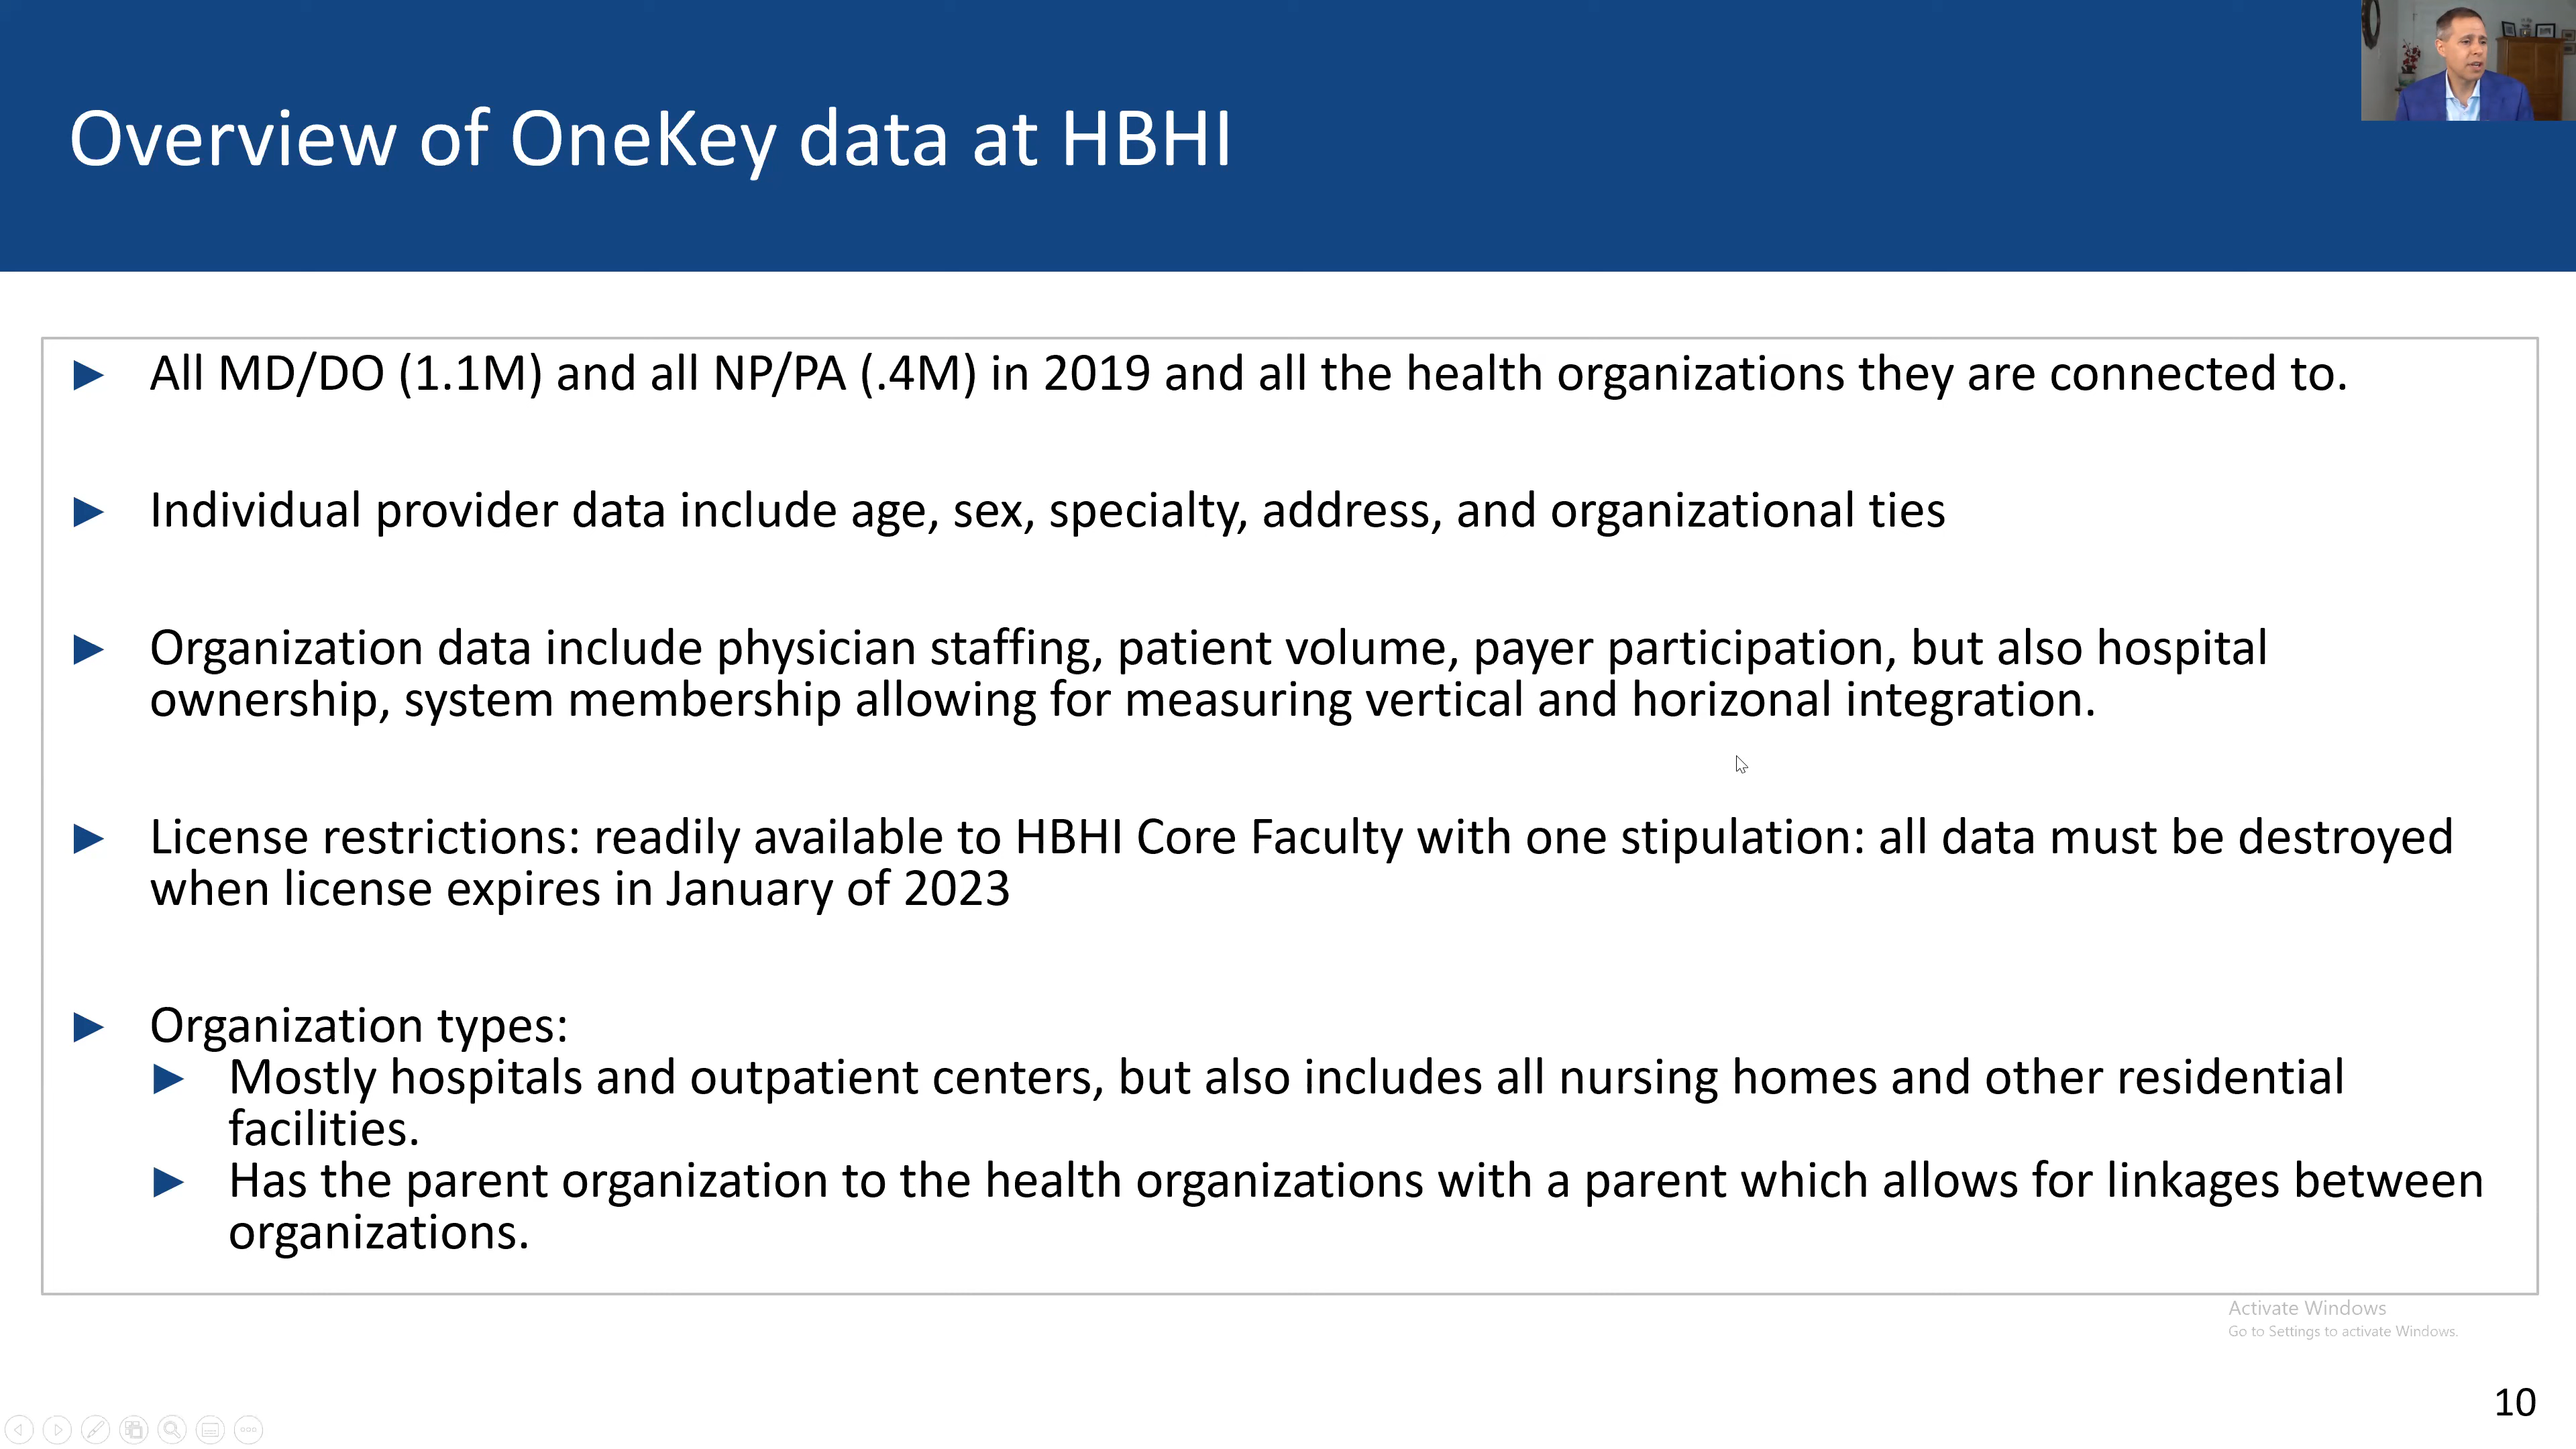 Overview of OneKey data at HBHI
All MD/DO (1.1M) and all NP/PA (.4M) in 2019 and all the health organizations they are connected to.
Individual provider data include age, sex, specialty, address, and organizational ties
Organization data include physician staffing, patient volume, payer participation, but also hospital
ownership, system membership allowing for measuring vertical and horizonal integration.
License restrictions: readily available to HBHI Core Faculty with one stipulation: all data must be destroyed
when license expires in January of 2023
Organization types:
Mostly hospitals and outpatient centers, but also includes all nursing homes and other residential
facilities.
Has the parent organization to the health organizations with a parent which allows for linkages between
organizations.
Activate Windows
Go to Settings to activate Windows.
10